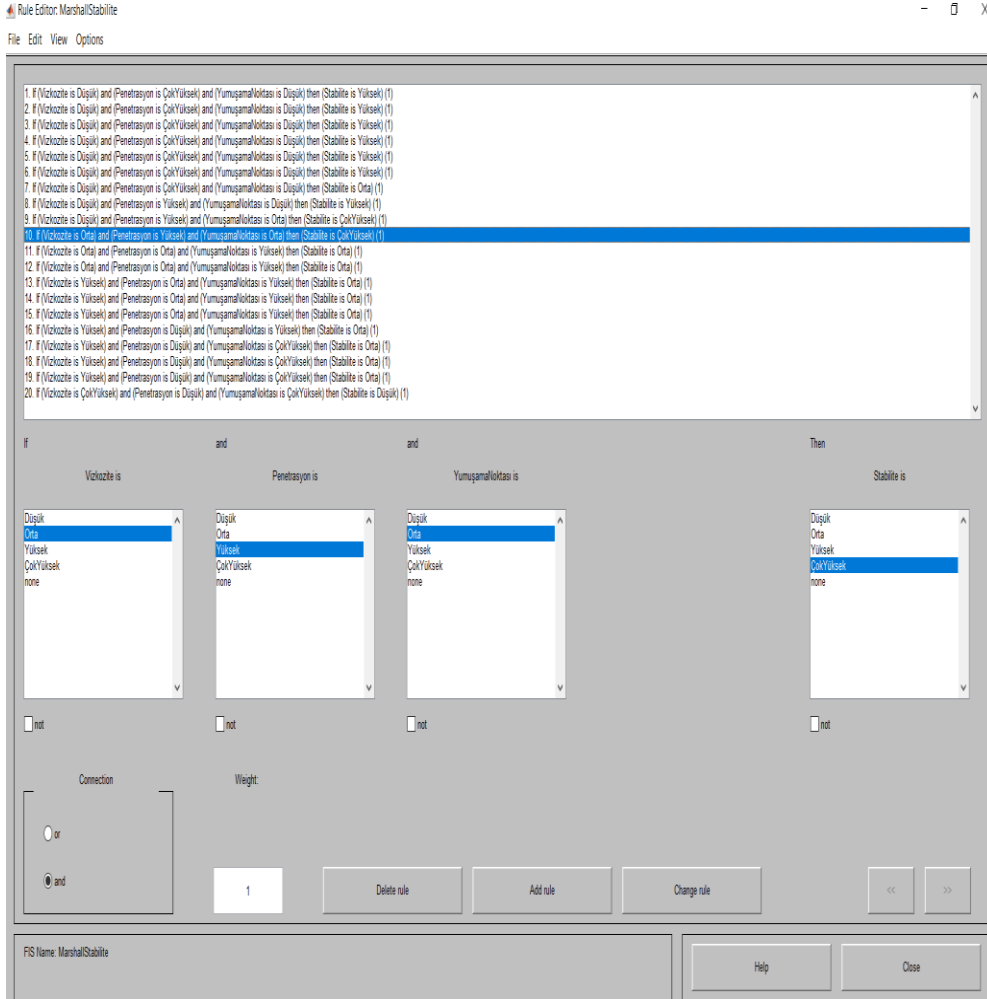 Rule Editor: MarshallStabilite
File Edit View Options
1. If (Vizkozite is Düşük) and (Penetrasyon is ÇokYüksek) and (YumuşamaNoktası is Düşük) then (Stabilite is Yüksek) (1)
2. If (Vizkozite is Düşük) and (Penetrasyon is ÇokYüksek) and (YumuşamaNoktası is Düşük) then (Stabilite is Yüksek) (1)
3. If (Vizkozite is Düşük) and (Penetrasyon is ÇokYüksek) and (YumuşamaNoktası is Düşük) then (Stabilite is Yüksek) (1)
4. If (Vizkozite is Düşük) and (Penetrasyon is ÇokYüksek) and (YumuşamaNoktası is Düşük) then (Stabilite is Yüksek) (1)
5. If (Vizkozite is Düşük) and (Penetrasyon is ÇokYüksek) and (YumuşamaNoktası is Düşük) then (Stabilite is Yüksek) (1)
6. If (Vizkozite is Düşük) and (Penetrasyon is ÇokYüksek) and (YumuşamaNoktası is Düşük) then (Stabilite is Yüksek) (1)
7. If (Vizkozite is Düşük) and (Penetrasyon is ÇokYüksek) and (YumuşamaNoktası is Düşük) then (Stabilite is Orta) (1)
8. If (Vizkozite is Düşük) and (Penetrasyon is Yüksek) and (YumuşamaNoktası is Düşük) then (Stabilite is Yüksek) (1)
9. If (Vizkozite is Düşük) and (Penetrasyon is Yüksek) and (YumuşamaNoktası is Orta) then (Stabilite is ÇokYüksek) (1)
10. If (Vizkozite is Orta) and (Penetrasyon is Yüksek) and (YumuşamaNoktası is Orta) then (Stabilite is ÇokYüksek) (1)
11. If (Vizkozite is Orta) and (Penetrasyon is Orta) and (YumuşamaNoktası is Yüksek) then (Stabilite is Orta) (1)
12. If (Vizkozite is Orta) and (Penetrasyon is Orta) and (YumuşamaNoktası is Yüksek) then (Stabilite is Orta) (1)
13. If (Vizkozite is Yüksek) and (Penetrasyon is Orta) and (YumuşamaNoktası is Yüksek) then (Stabilite is Orta) (1)
14. If (Vizkozite is Yüksek) and (Penetrasyon is Orta) and (YumuşamaNoktası is Yüksek) then (Stabilite is Orta) (1)
15. If (Vizkozite is Yüksek) and (Penetrasyon is Orta) and (YumuşamaNoktası is Yüksek) then (Stabilite is Orta) (1)
16. If (Vizkozite is Yüksek) and (Penetrasyon is Düşük) and (YumuşamaNoktası is Yüksek) then (Stabilite is Orta) (1)
17. If (Vizkozite is Yüksek) and (Penetrasyon is Düşük) and (YumuşamaNoktası is ÇokYüksek) then (Stabilite is Orta) (1)
18. If (Vizkozite is Yüksek) and (Penetrasyon is Düşük) and (YumuşamaNoktası is ÇokYüksek) then (Stabilite is Orta) (1)
19. If (Vizkozite is Yüksek) and (Penetrasyon is Düşük) and (YumuşamaNoktası is ÇokYüksek) then (Stabilite is Orta) (1)
20. If (Vizkozite is ÇokYüksek) and (Penetrasyon is Düşük) and (YumuşamaNoktası is ÇokYüksek) then (Stabilite is Düşük) (1)
If and and Then
Vizkozite is Penetrasyon is YumuşamaNoktası is Stabilite is
Düşük Düşük Düşük Düşük
Orta Orta Orta Orta
Yüksek Yüksek Yüksek Yüksek
ÇokYüksek ÇokYüksek ÇokYüksek ÇokYüksek
none none none none
not not not not
Connection Weight:
or
and 1 Delete rule Add rule Change rule << >>
FIS Name: MarshallStabilite Help Close